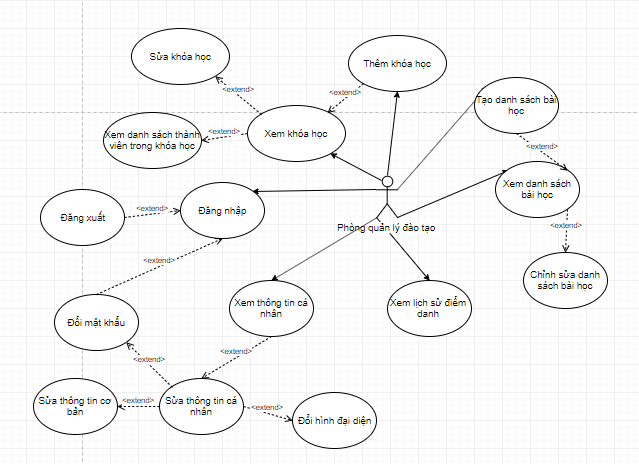 Sửa khóa học
Thêm khóa học
<extend>
<extend>
Tạo danh sách bài
học
Xem danh sách thành
viên trong khóa học
<extend>
Xem khóa học
<extend>
Xem danh sách
bài học
Đăng xuất
<extend>
Đăng nhập
<extend>
Phòng quản lý đào tạo
<extend>
Chỉnh sửa danh
sách bài học
Xem thông tin cá
nhân
Xem lịch sử điểm
danh
Đổi mật khẩu
<extend>
<extend>
Sửa thông tin cơ
bản
<extend>
Sửa thông tin cá
nhân
<extend>
Đổi hình đại diện